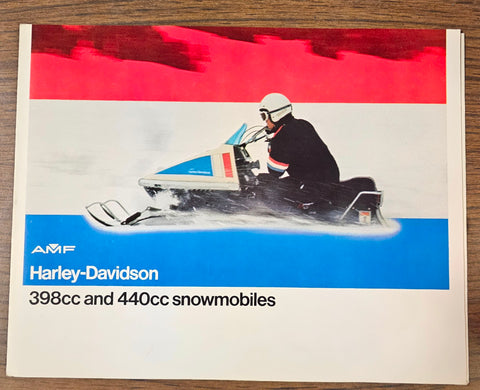 AMF
Harley-Davidson
398cc and 440cc snowmobiles